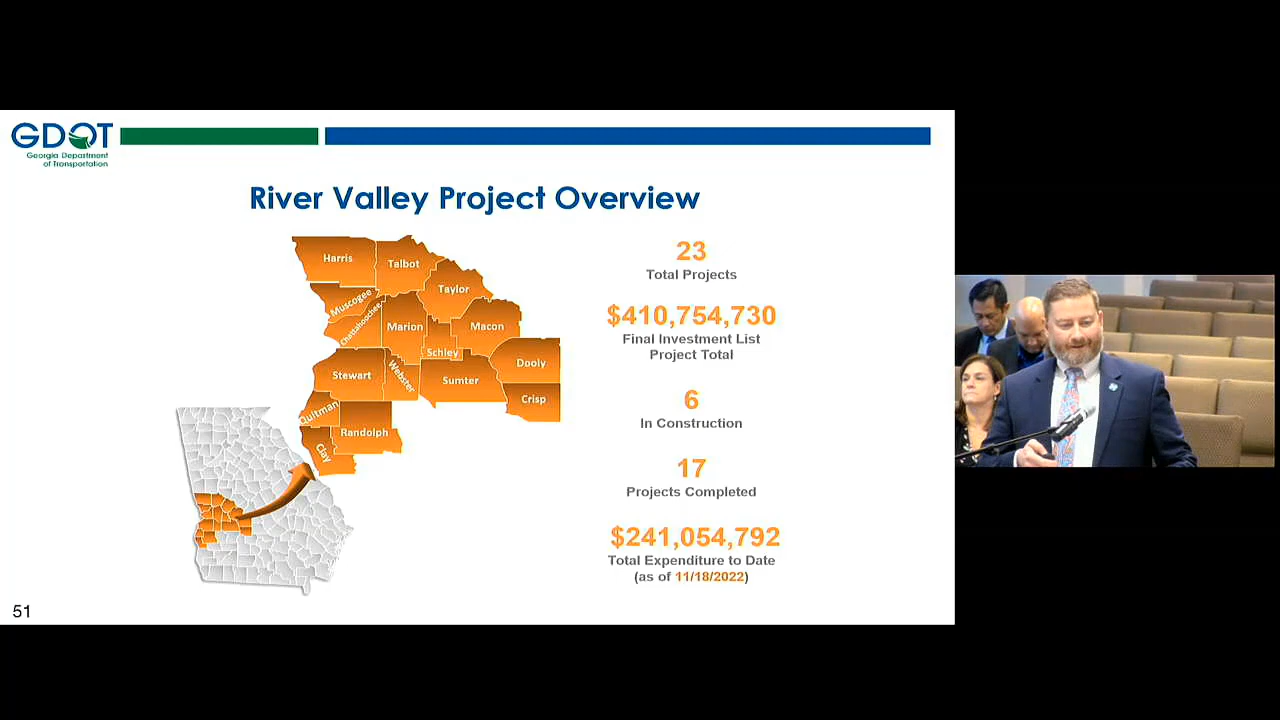 GDOT
Georgia Department
of Transportation
River Valley Project Overview
Harris
Talbot
Taylor
Muscogee
Chattahoochee
Marion
Macon
Schley
Dooly
Stewart
Webster
Sumter
Crisp
Quitman
Randolph
Clay
23
Total Projects
$410,754,730
Final Investment List
Project Total
6
In Construction
17
Projects Completed
$241,054,792
Total Expenditure to Date
(as of 11/18/2022)
51